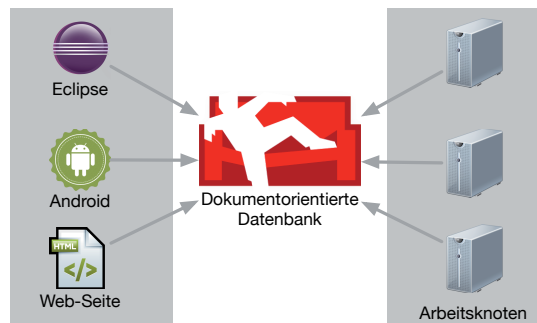 Eclipse
Android
HTML
</>
Web-Seite
Dokumentorientierte
Datenbank
Arbeitsknoten